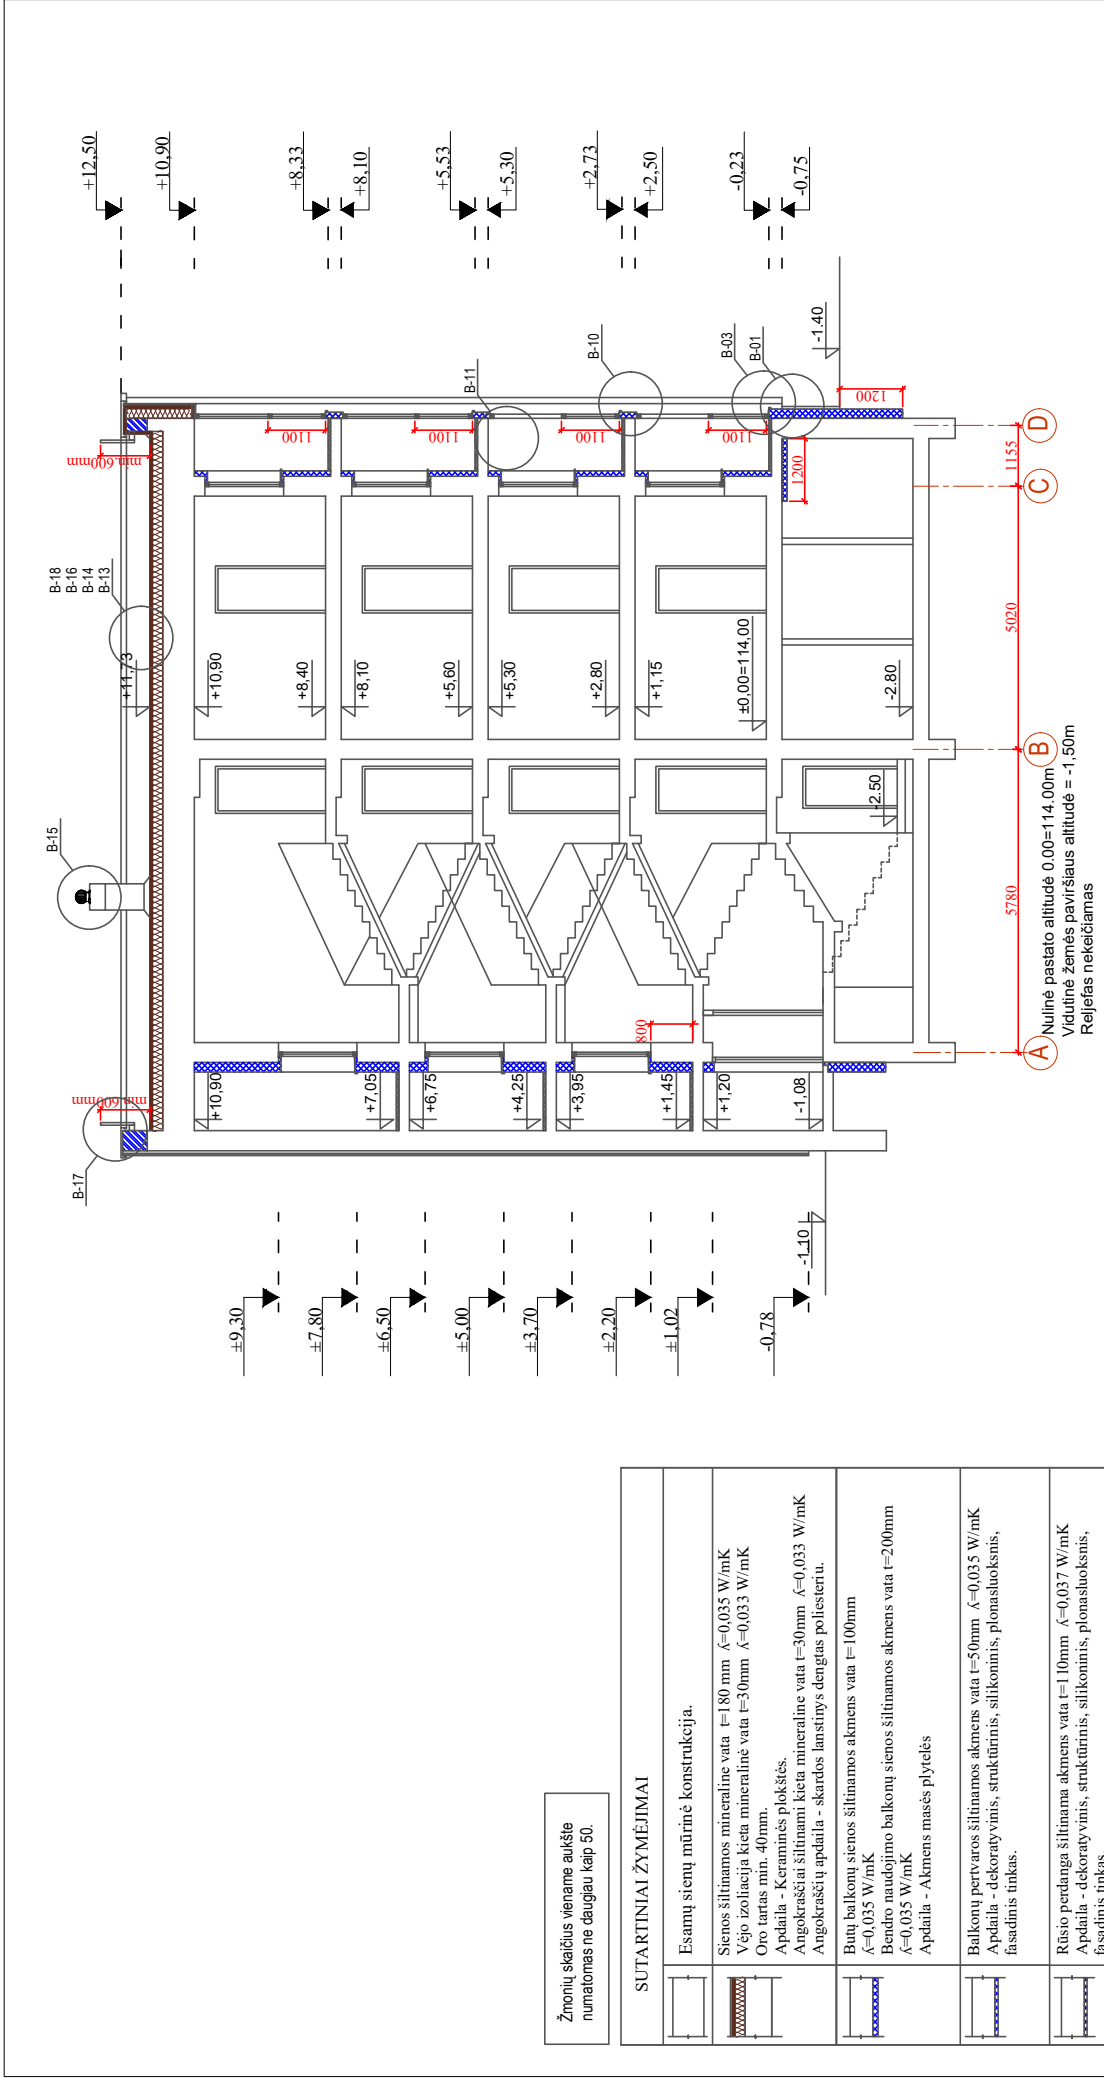 +12,50
+10,90
+8,33
+8,10
+5,53
+5,30
+2,73
+2,50
-0,23
-0,75
B-11
B-10
B-03
B-01
-1.40
1200
min.600mm
1100
1100
1100
1100
1200
D
1155
C
B-18
B-16
B-14
B-13
+11,73
+10,90
+8,40
+8,10
+5,60
+5,30
+2,80
+1,15
±0,00=114,00
-2.80
5020
B
B-15
-2.50
5780
800
A
min.600mm
B-17
+10,90
+7,05
+6,75
+4,25
+3,95
+1,45
+1,20
-1,08
Nulinė pastato altitudė 0.00=114.00m
Vidutinė žemės paviršiaus altitudė = -1,50m
Reljefas nekeičiamas
±9,30
±7,80
±6,50
±5,00
±3,70
±2,20
±1,02
-0,78
-1.10
Žmonių skaičius viename aukšte
numatomas ne daugiau kaip 50.
SUTARTINIAI ŽYMĖJIMAI
Esamų sienų mūrinė konstrukcija.
Sienos šiltinamos mineraline vata t=180 mm ʎ=0,035 W/mK
Vėjo izoliacija kieta mineralinė vata t=30mm ʎ=0,033 W/mK
Oro tartas min. 40mm.
Apdaila - Keraminės plokštės.
Angokraščiai šiltinami kieta mineraline vata t=30mm ʎ=0,033 W/mK
Angokraščių apdaila - skardos lanstinys dengtas poliesteriu.
Butų balkonų sienos šiltinamos akmens vata t=100mm
ʎ=0,035 W/mK
Bendro naudojimo balkonų sienos šiltinamos akmens vata t=200mm
ʎ=0,035 W/mK
Apdaila - Akmens masės plytelės
Balkonų pertvaros šiltinamos akmens vata t=50mm ʎ=0,035 W/mK
Apdaila - dekoratyvinis, struktūrinis, silikoninis, plonasluoksnis,
fasadinis tinkas.
Rūsio perdanga šiltinama akmens vata t=110mm ʎ=0,037 W/mK
Apdaila - dekoratyvinis, struktūrinis, silikoninis, plonasluoksnis,
fasadinis tinkas.